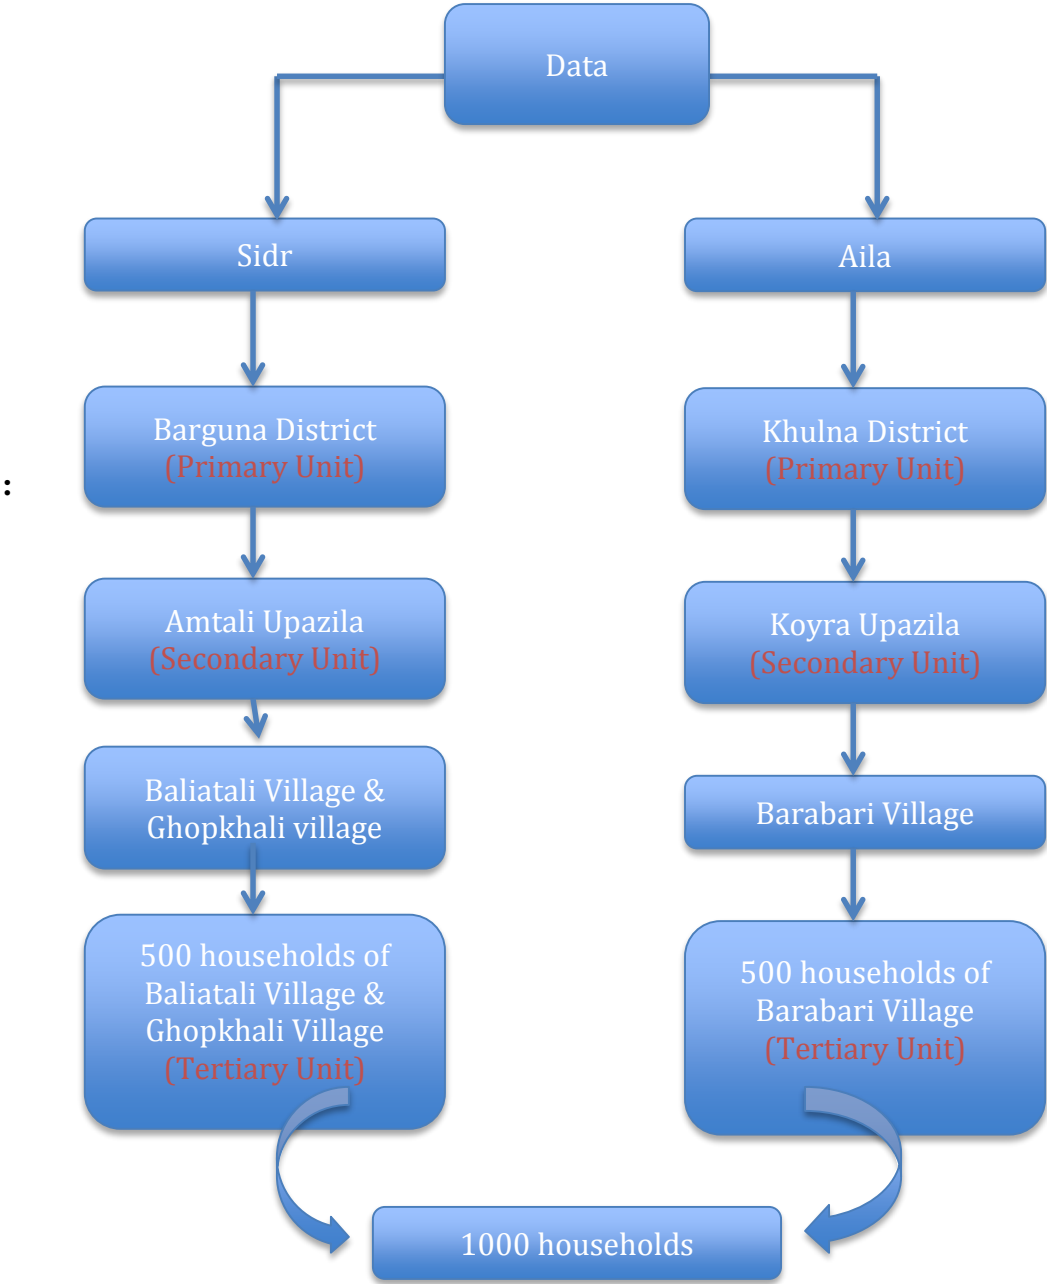 Data
Sidr
Aila
Barguna District
(Primary Unit)
Khulna District
(Primary Unit)
:
Amtali Upazila
(Secondary Unit)
Koyra Upazila
(Secondary Unit)
Baliatali Village &
Ghopkhali village
Barabari Village
500 households of
Baliatali Village &
Ghopkhali Village
(Tertiary Unit)
500 households of
Barabari Village
(Tertiary Unit)
1000 households